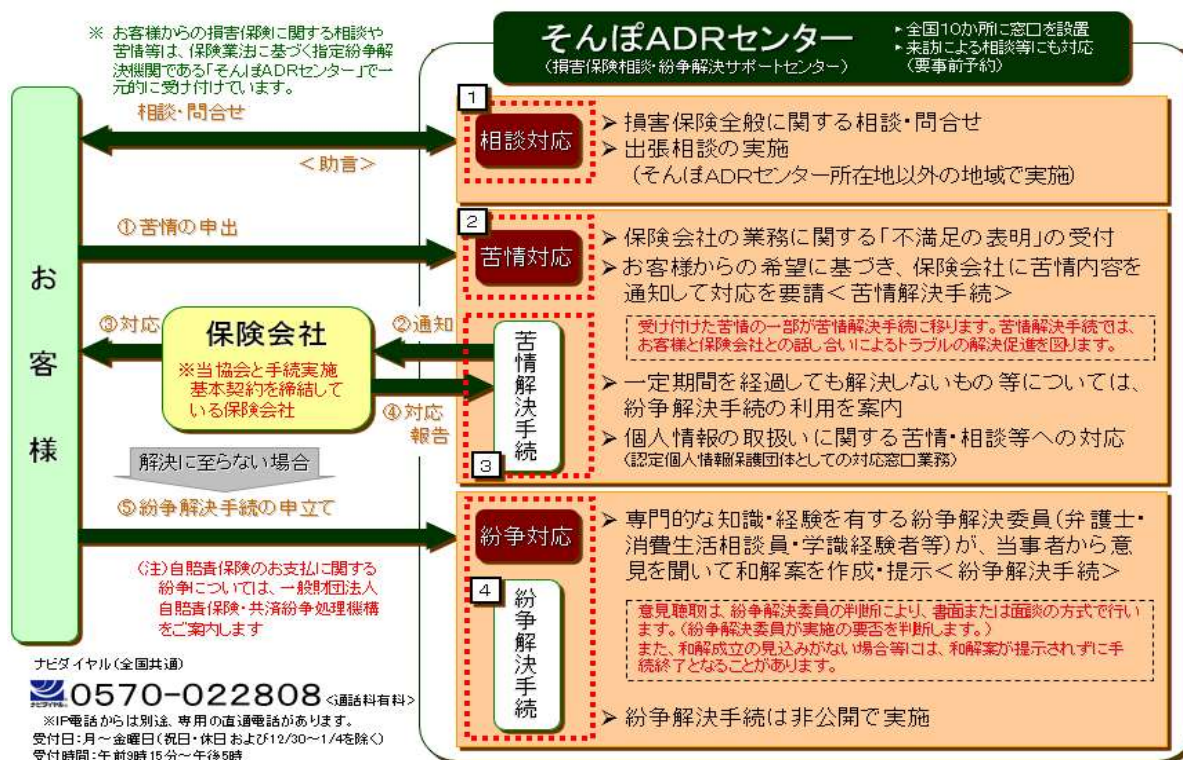 ※ お客様からの損害保険に関する相談や
苦情等は、保険業法に基づく指定紛争解
決機関である「そんぽADRセンター」で一
元的に受け付けています。
そんぽADRセンター
(損害保険相談・紛争解決サポートセンター)
▸全国10か所に窓口を設置
▸来訪による相談等にも対応
(要事前予約)
お客様
相談・問合せ
<助言>
1
相談対応
➢ 損害保険全般に関する相談・問合せ
➢ 出張相談の実施
(そんぽADRセンター所在地以外の地域で実施)
①苦情の申出
2
苦情対応
➢ 保険会社の業務に関する「不満足の表明」の受付
➢ お客様からの希望に基づき、保険会社に苦情内容を
通知して対応を要請<苦情解決手続>
受け付けた苦情の一部が苦情解決手続に移ります。苦情解決手続では、
お客様と保険会社との話し合いによるトラブルの解決促進を図ります。
③対応
保険会社
※当協会と手続実施
基本契約を締結して
いる保険会社
②通知
④対応
報告
苦情解決手続
3
➢ 一定期間を経過しても解決しないもの 等については、
紛争解決手続の利用を案内
➢ 個人情報の取扱いに関する苦情・相談等への対応
(認定個人情報保護団体としての対応窓口業務)
解決に至らない場合
⑤紛争解決手続の申立て
紛争対応
➢ 専門的な知識・経験を有する紛争解決委員(弁護士・
消費生活相談員・学識経験者等)が、当事者から意
見を聞いて和解案を作成・提示<紛争解決手続>
4
紛争解決手続
意見聴取は、紛争解決委員の判断により、書面または面談の方式で行い
ます。(紛争解決委員が実施の要否を判断します。)
また、和解成立の見込みがない場合等には、和解案が提示されずに手
続終了となることがあります。
➢ 紛争解決手続は非公開で実施
(注)自賠責保険のお支払に関する
紛争については、一般財団法人
自賠責保険・共済紛争処理機構
をご案内します
ナビダイヤル(全国共通)
ナビダイヤル
0570-022808<通話料有料>
※IP電話からは別途、専用の直通電話があります。
受付日:月~金曜日(祝日・休日および12/30~1/4を除く)
受付時間:午前9時15分~午後5時